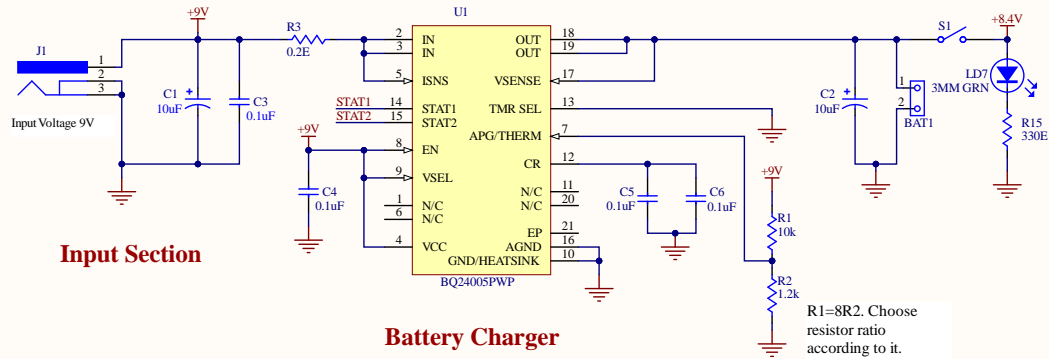 U1
+9V
+8.4V
J1
1
2
3
Input Voltage 9V
C1
10uF
C3
0.1uF
R3
0.2E
2
3
5
STAT1
STAT2
14
15
+9V
8
9
1
6
4
C4
0.1uF
IN
IN
ISNS
STAT1
STAT2
EN
VSEL
N/C
N/C
VCC
OUT
OUT
VSENSE
TMR SEL
APG/THERM
CR
N/C
N/C
EP
AGND
GND/HEATSINK
18
19
17
13
7
12
11
20
21
16
10
BQ24005PWP
C5
0.1uF
C6
0.1uF
+9V
R1
10k
R2
1.2k
C2
10uF
1
2
BAT1
S1
LD7
3MM GRN
R15
330E
R1=8R2. Choose
resistor ratio
according to it.
Input Section
Battery Charger